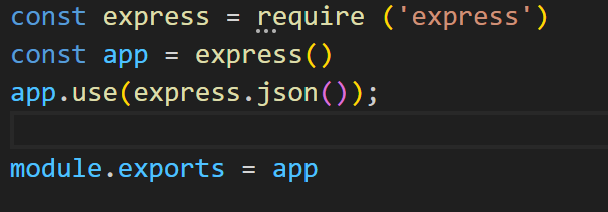 const express = require ('express')
const app = express()
app.use(express.json());
module.exports = app